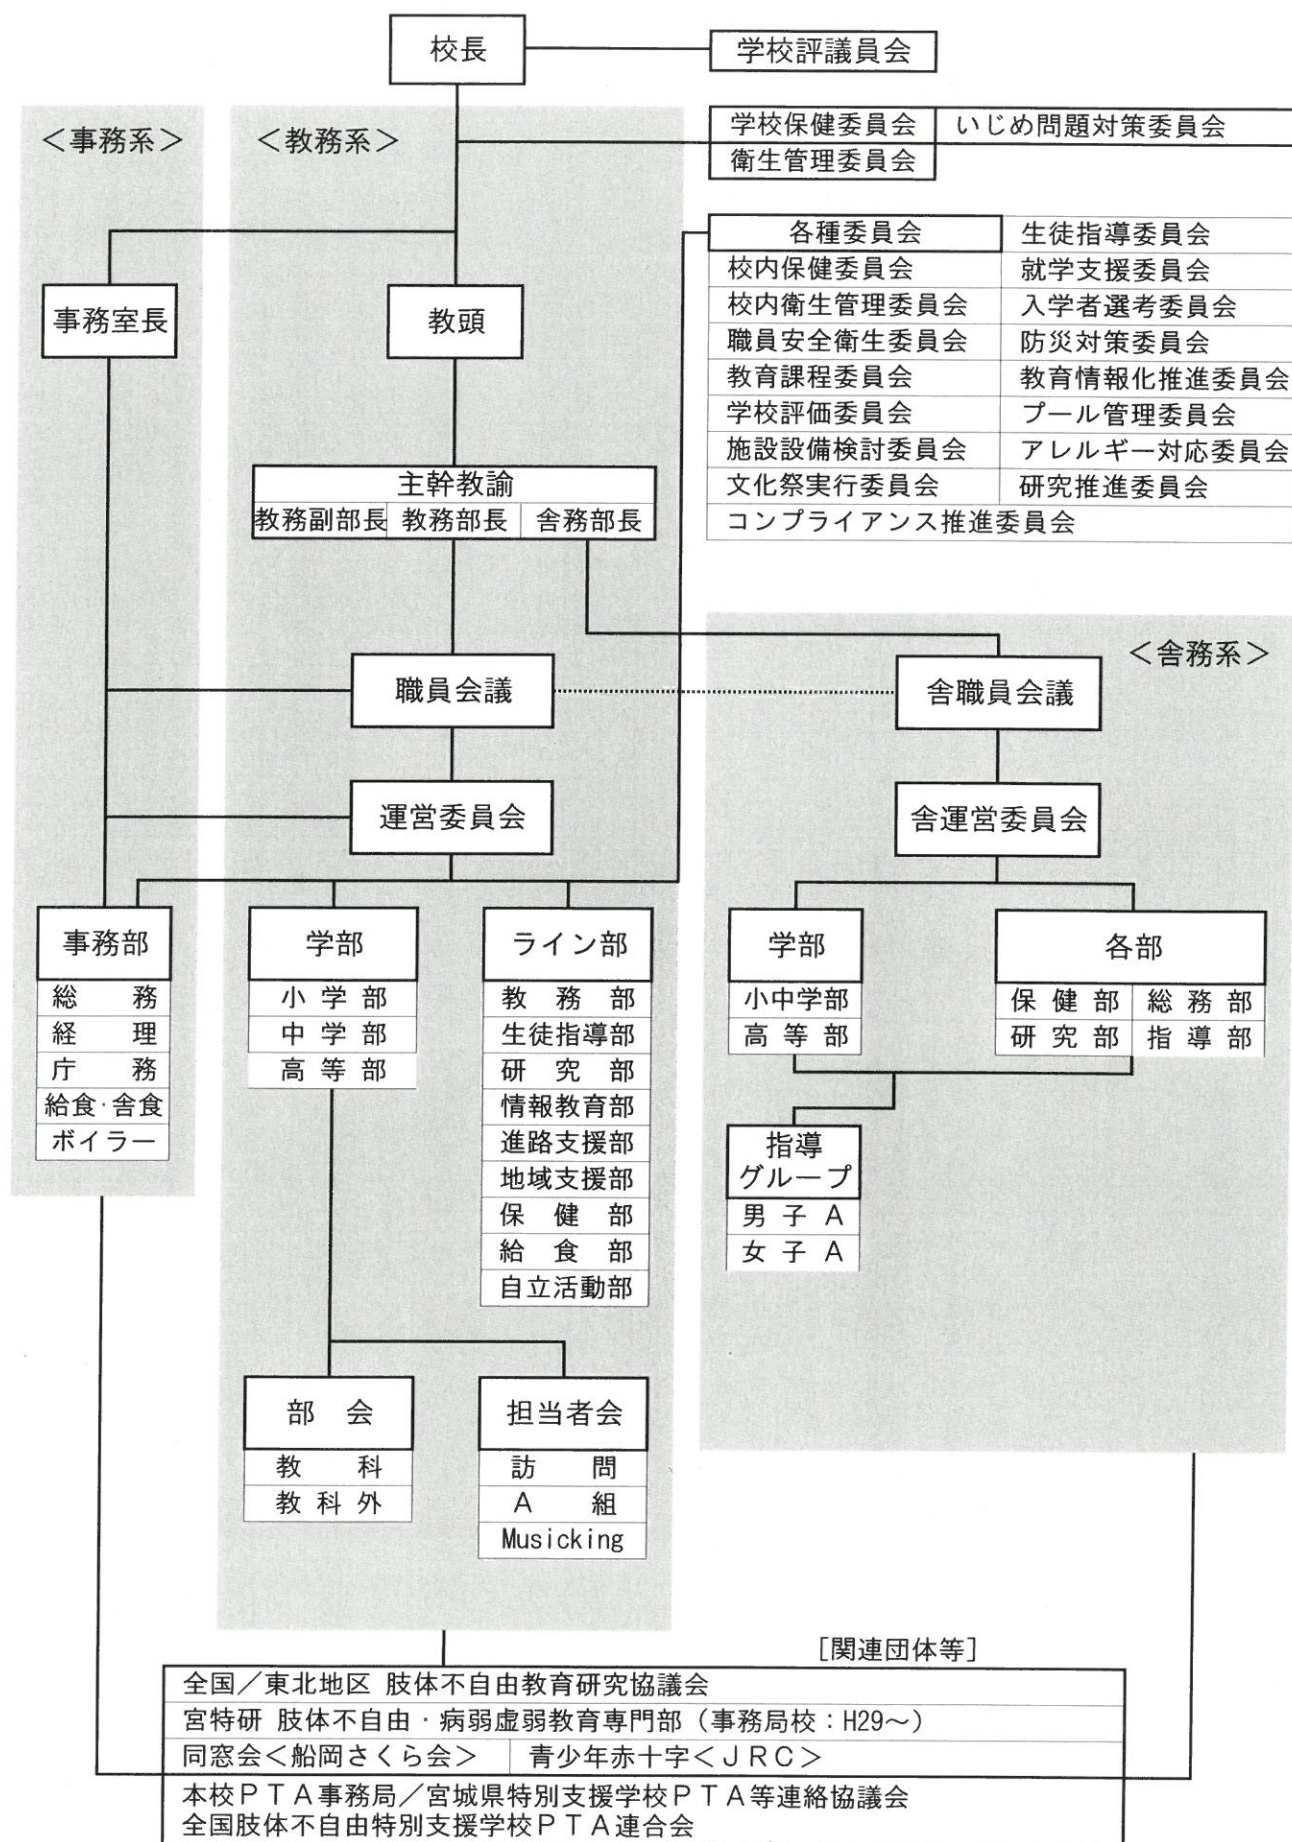 校長
学校評議員会
＜事務系＞
＜教務系＞
学校保健委員会 いじめ問題対策委員会
衛生管理委員会
各種委員会 生徒指導委員会
校内保健委員会 就学支援委員会
校内衛生管理委員会 入学者選考委員会
職員安全衛生委員会 防災対策委員会
教育課程委員会 教育情報化推進委員会
学校評価委員会 プール管理委員会
施設設備検討委員会 アレルギー対応委員会
文化祭実行委員会 研究推進委員会
コンプライアンス推進委員会
事務室長
教頭
主幹教諭
教務副部長 教務部長 舎務部長
＜舎務系＞
職員会議
舎職員会議
運営委員会
舎運営委員会
事務部
総務
経理
庁務
給食・舎食
ボイラー
学部
小学部
中学部
高等部
ライン部
教務部
生徒指導部
研究部
情報教育部
進路支援部
地域支援部
保健部
給食部
自立活動部
学部
小中学部
高等部
各部
保健部 総務部
研究部 指導部
指導
グループ
男子A
女子A
部会
教科
教科外
担当者会
訪問
A組
Musicking
［関連団体等］
全国／東北地区 肢体不自由教育研究協議会
宮特研 肢体不自由・病弱虚弱教育専門部（事務局校：H29～）
同窓会＜船岡さくら会＞ 青少年赤十字＜ＪＲＣ＞
本校ＰＴＡ事務局／宮城県特別支援学校ＰＴＡ等連絡協議会
全国肢体不自由特別支援学校ＰＴＡ連合会